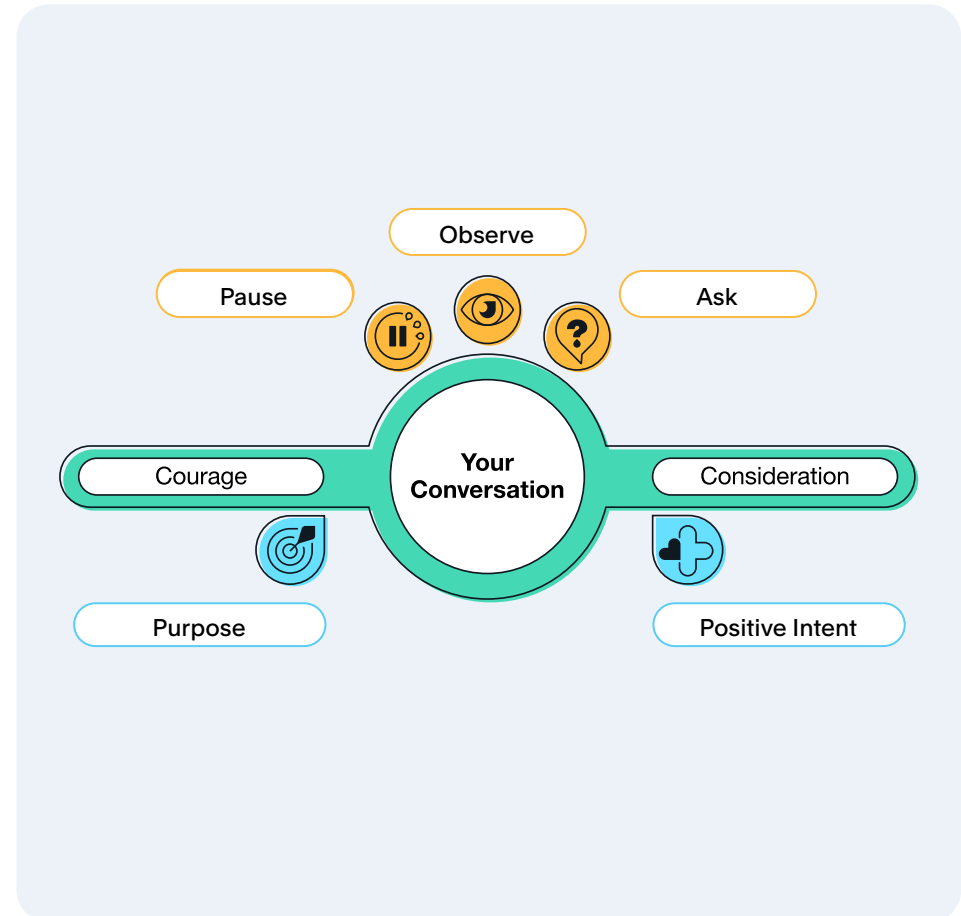 Observe
Pause
Ask
Courage
Your
Conversation
Consideration
Purpose
Positive Intent